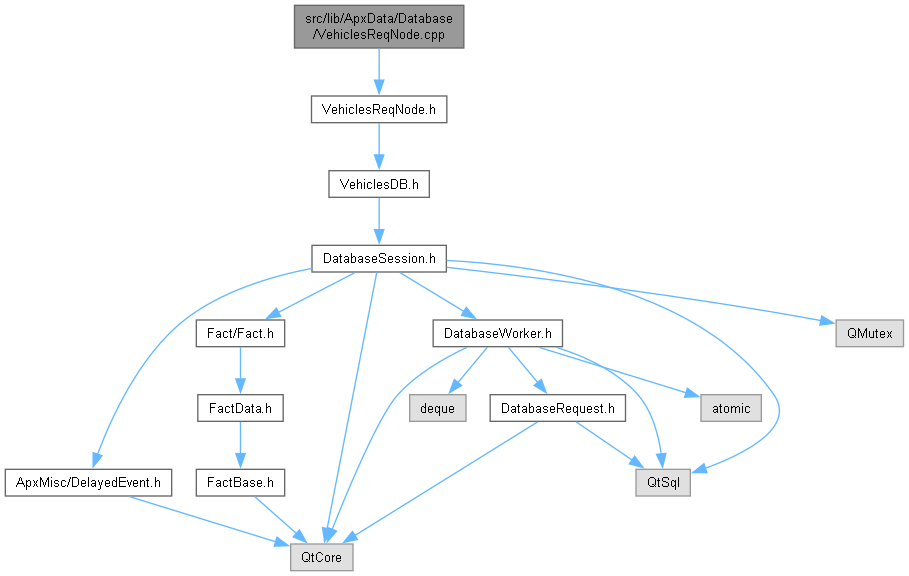 src/lib/ApxData/Database
/VehiclesReqNode.cpp
VehiclesReqNode.h
VehiclesDB.h
DatabaseSession.h
Fact/Fact.h
DatabaseWorker.h
QMutex
FactData.h
deque
DatabaseRequest.h
atomic
ApxMisc/DelayedEvent.h
FactBase.h
QtSql
QtCore